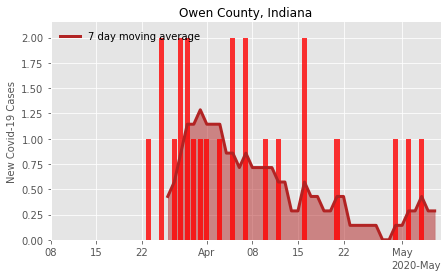 Owen County, Indiana
7 day moving average
New Covid-19 Cases
2.00
1.75
1.50
1.25
1.00
0.75
0.50
0.25
0.00
08 15 22 Apr 08 15 22 May
2020-May